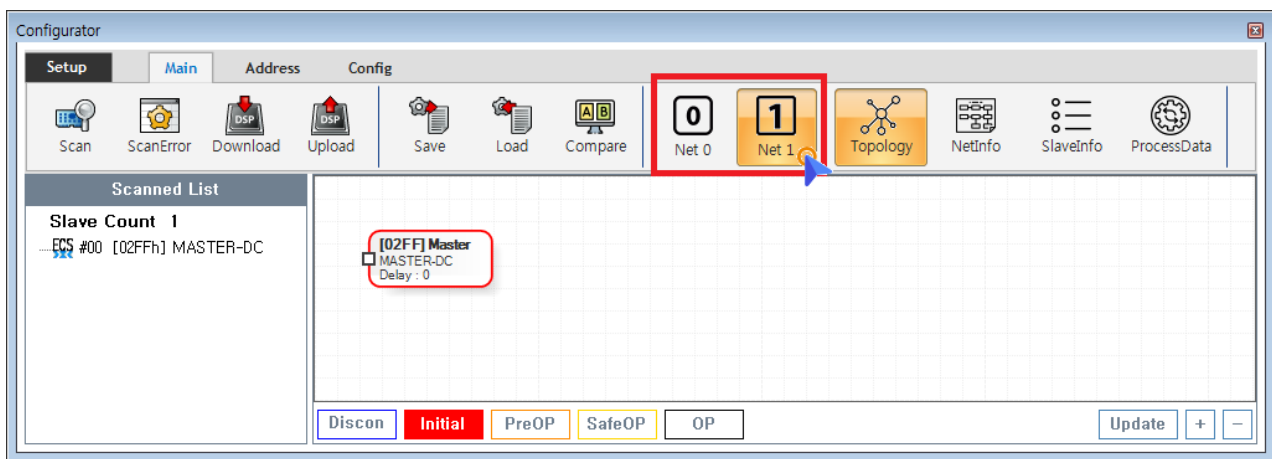 Configurator
Setup Main Address Config
DSP DSP A B 0 1
Scan ScanError Download Upload Save Load Compare Net 0 Net 1 Topology NetInfo SlaveInfo ProcessData
Scanned List
Slave Count 1
ECS #00 [02FFh] MASTER-DC
[02FF] Master
MASTER-DC
Delay : 0
Discon Initial PreOP SafeOP OP Update + −